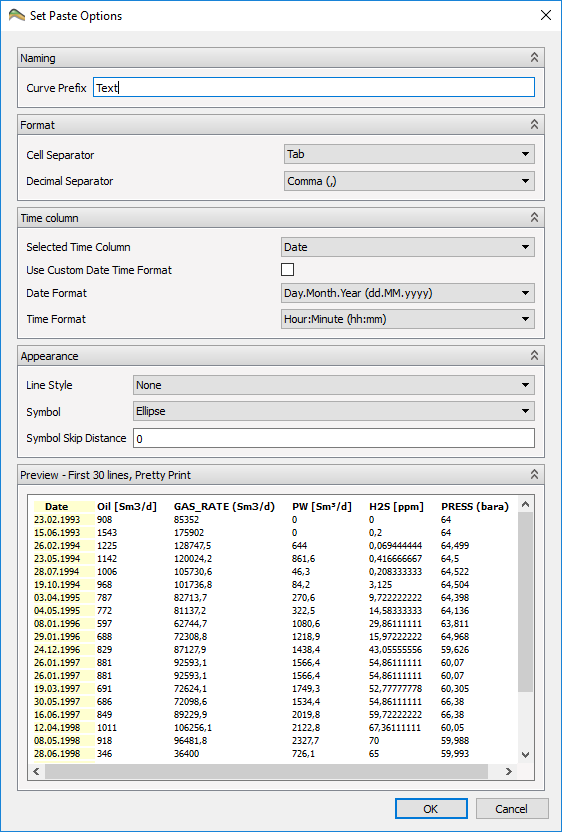 Set Paste Options
Naming
Curve Prefix Text
Format
Cell Separator Tab
Decimal Separator Comma (,)
Time column
Selected Time Column Date
Use Custom Date Time Format
Date Format Day.Month.Year (dd.MM.yyyy)
Time Format Hour:Minute (hh:mm)
Appearance
Line Style None
Symbol Ellipse
Symbol Skip Distance 0
Preview - First 30 lines, Pretty Print
Date Oil [Sm3/d] GAS_RATE (Sm3/d) PW [Sm³/d] H2S [ppm] PRESS (bara)
23.02.1993 908 85352 0 0 64
15.06.1993 1543 175902 0 0,2 64
26.02.1994 1225 128747,5 644 0,069444444 64,499
23.05.1994 1142 120024,2 861,6 0,416666667 64,5
28.07.1994 1006 105730,6 46,3 0,208333333 64,522
19.10.1994 968 101736,8 84,2 3,125 64,504
03.04.1995 787 82713,7 270,6 9,722222222 64,398
04.05.1995 772 81137,2 322,5 14,58333333 64,136
08.01.1996 597 62744,7 1080,6 29,86111111 63,811
29.01.1996 688 72308,8 1218,9 15,97222222 64,968
24.12.1996 829 87127,9 1438,4 43,05555556 59,626
26.01.1997 881 92593,1 1566,4 54,86111111 60,07
26.01.1997 881 92593,1 1566,4 54,86111111 60,07
19.03.1997 691 72624,1 1749,3 52,77777778 60,305
30.05.1997 686 72098,6 1534,4 54,86111111 66,38
16.06.1997 849 89229,9 2019,8 59,72222222 66,38
12.04.1998 1011 106256,1 2122,8 67,36111111 60,05
08.05.1998 918 96481,8 2327,7 70 59,988
28.06.1998 346 36400 726,1 65 59,993
OK Cancel